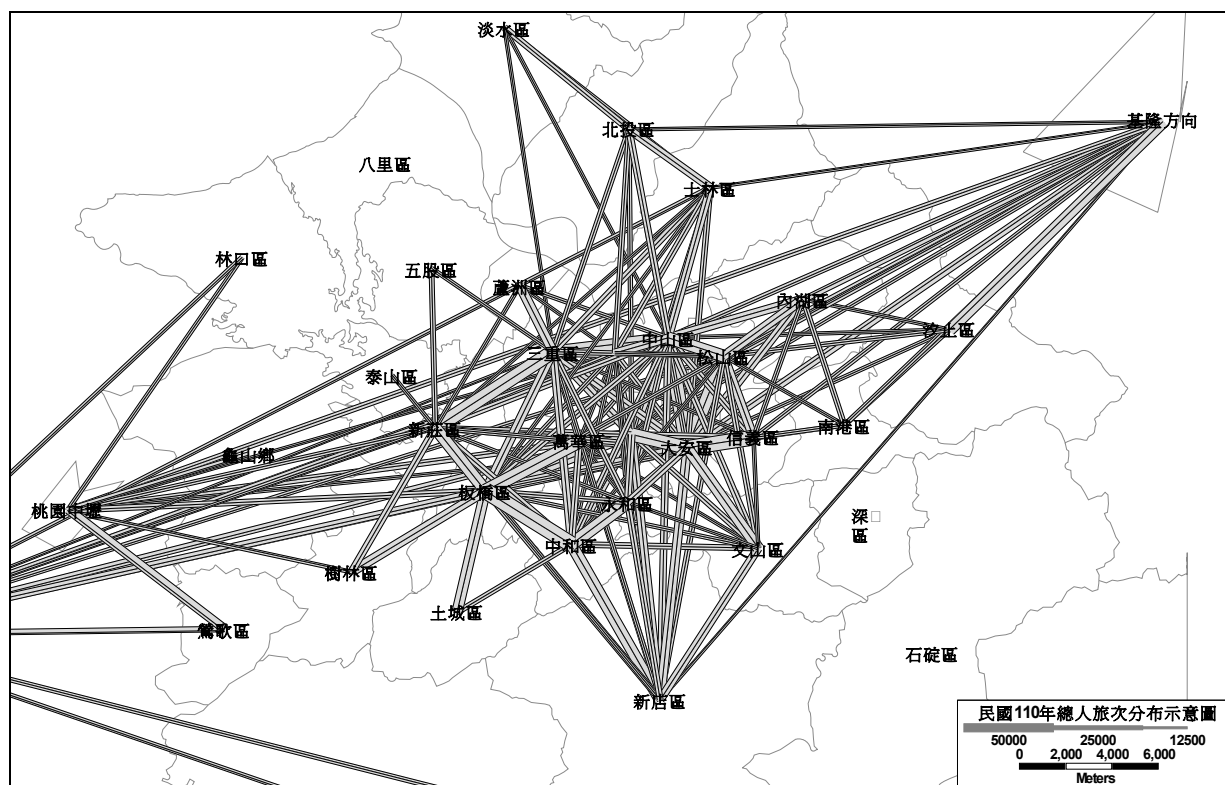 淡水區
基隆方向
北投區
八里區
士林區
林口區
五股區
蘆洲區
內湖區
汐止區
中山區
三重區
松山區
泰山區
新莊區
南港區
信義區
萬華區
大安區
龜山鄉
板橋區
永和區
桃園中壢
深□
區
中和區
文山區
樹林區
土城區
鶯歌區
石碇區
新店區
民國110年總人旅次分布示意圖
50000 25000 12500
0 2,000 4,000 6,000
Meters